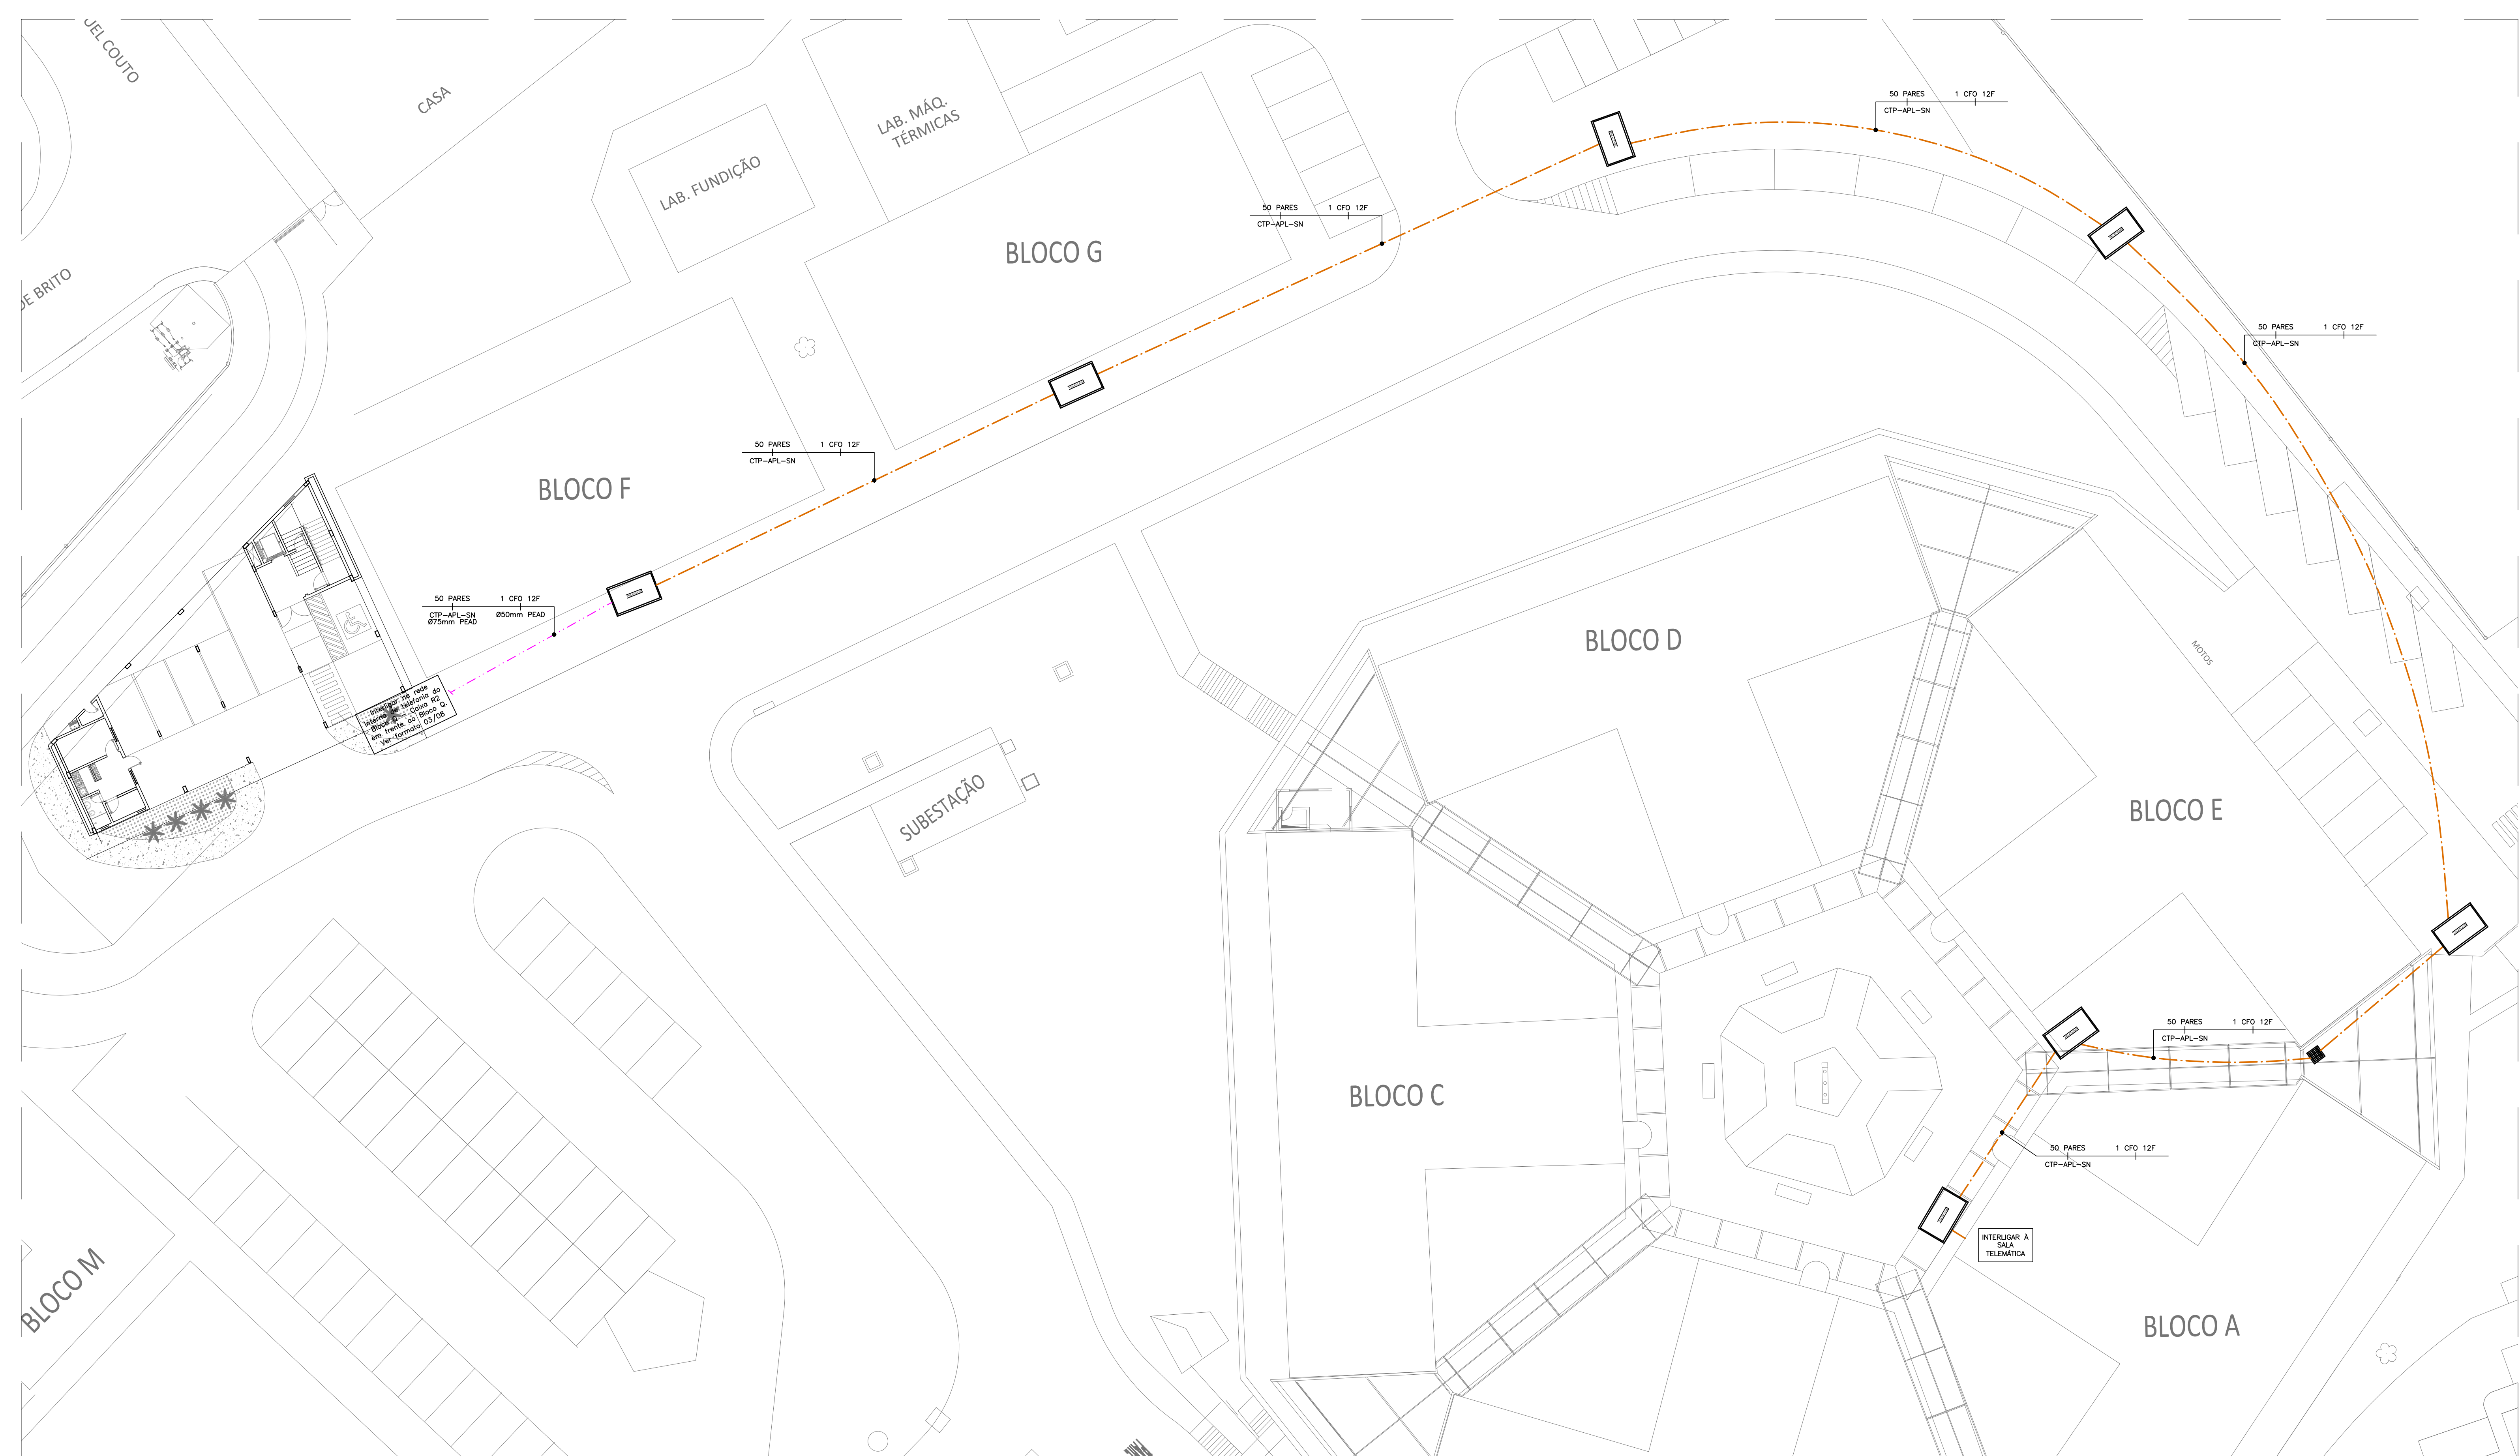 UEL COUTO
CASA
DE BRITO
LAB. FUNDIÇÃO
LAB. MÁQ.
TÉRMICAS
BLOCO G
50 PARES 1 CFO 12F
CTP-APL-SN
50 PARES 1 CFO 12F
CTP-APL-SN
50 PARES 1 CFO 12F
CTP-APL-SN
50 PARES 1 CFO 12F
CTP-APL-SN
BLOCO F
50 PARES 1 CFO 12F
CTP-APL-SN Ø50mm PEAD
Ø75mm PEAD
Interligar na rede
interna de telefonia do
Bloco Q - Caixa R2
em frente ao Bloco Q.
Ver formato 03/08
BLOCO D
MOTOS
BLOCO E
SUBESTAÇÃO
50 PARES 1 CFO 12F
CTP-APL-SN
BLOCO C
50 PARES 1 CFO 12F
CTP-APL-SN
INTERLIGAR À
SALA
TELEMÁTICA
BLOCO M
BLOCO A